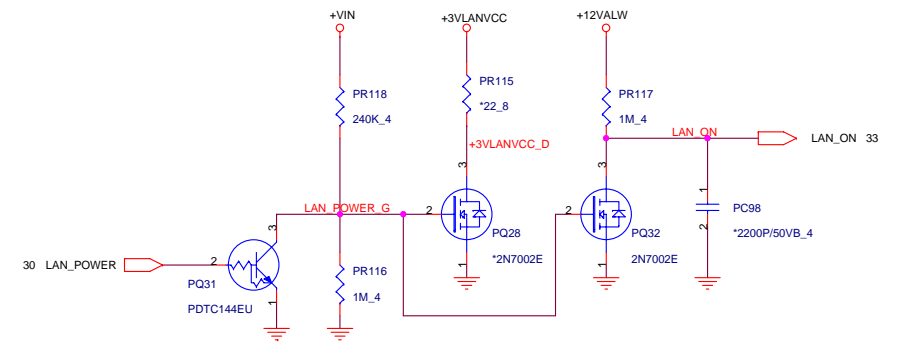 +VIN
+3VLANVCC
+12VALW
PR118
240K_4
PR115
*22_8
PR117
1M_4
+3VLANVCC_D
LAN_ON
LAN_ON 33
3
3
1
LAN_POWER_G
2
2
3
PQ28
*2N7002E
PQ32
2N7002E
PC98
*2200P/50VB_4
2
1
1
30 LAN_POWER
2
PQ31
PDTC144EU
1
PR116
1M_4